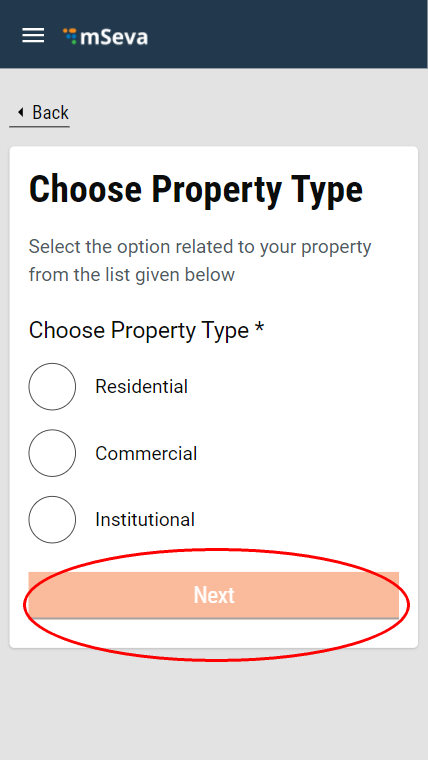 mSeva
Back
Choose Property Type
Select the option related to your property
from the list given below
Choose Property Type *
Residential
Commercial
Institutional
Next